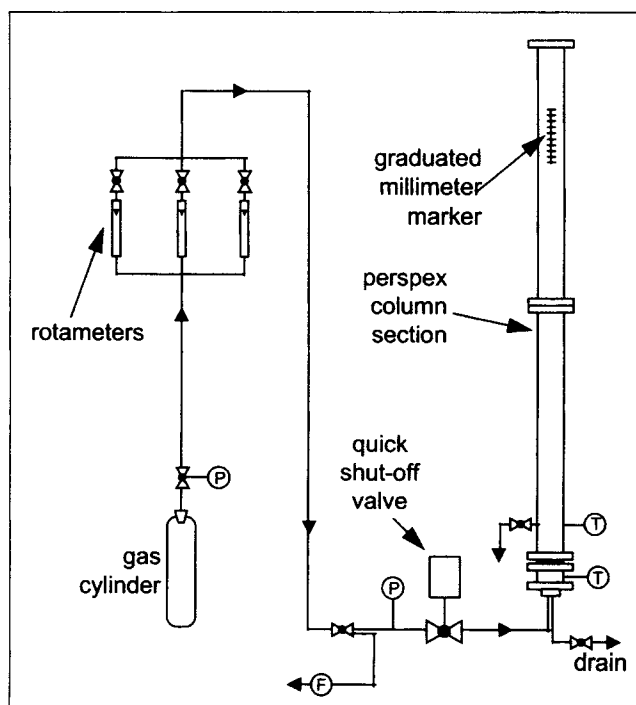 graduated
millimeter
marker
rotameters
perspex
column
section
P
quick
shut-off
valve
gas
cylinder
T
T
P
F
drain